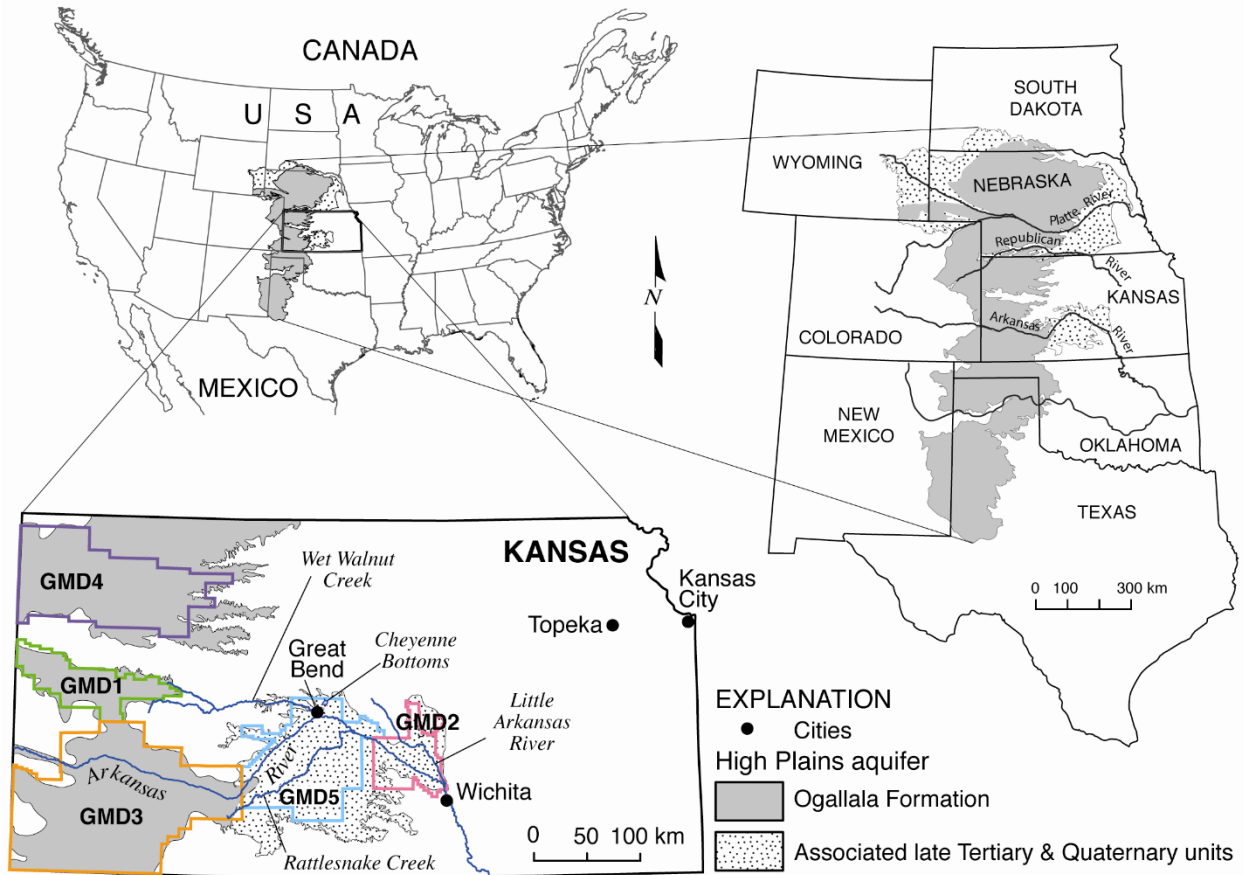 CANADA
U S A
MEXICO
N
SOUTH
DAKOTA
WYOMING
NEBRASKA
Platte River
Republican
River
KANSAS
COLORADO
Arkansas
River
NEW
MEXICO
OKLAHOMA
TEXAS
0 100 300 km
KANSAS
GMD4
Wet Walnut
Creek
Kansas
City
Topeka
Great
Bend
Cheyenne
Bottoms
GMD1
Little
Arkansas
River
GMD2
Arkansas
River
GMD3
GMD5
Wichita
Rattlesnake Creek
0 50 100 km
EXPLANATION
Cities
High Plains aquifer
Ogallala Formation
Associated late Tertiary & Quaternary units